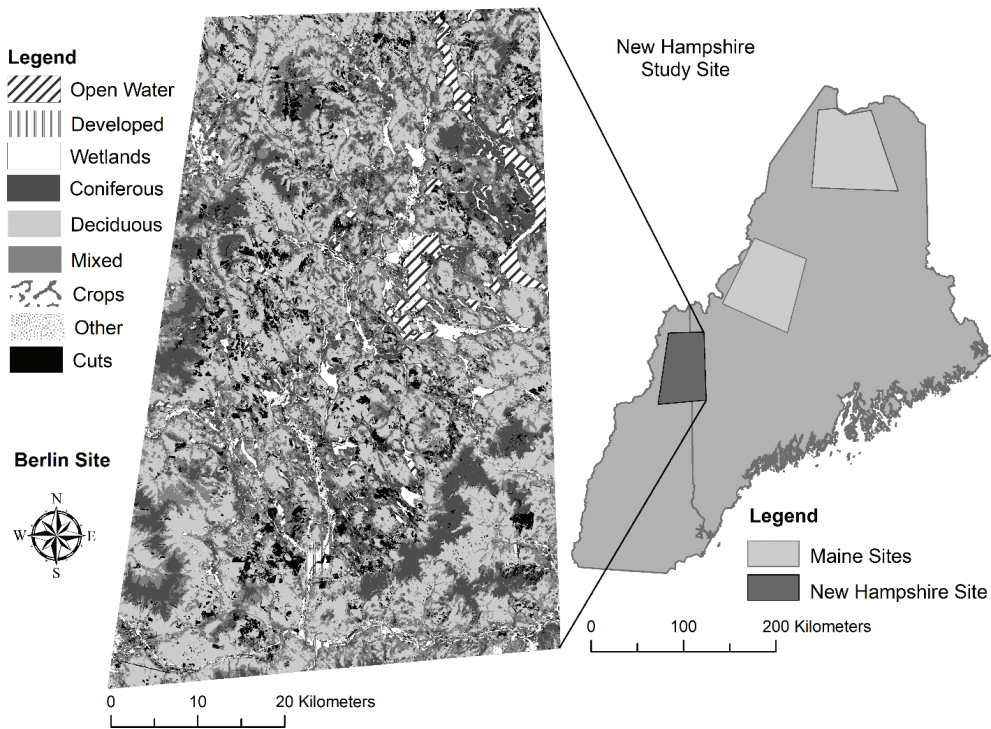 Legend
Open Water
Developed
Wetlands
Coniferous
Deciduous
Mixed
Crops
Other
Cuts
Berlin Site
N
W E
S
0 10 20 Kilometers
New Hampshire
Study Site
Legend
Maine Sites
New Hampshire Site
0 100 200 Kilometers